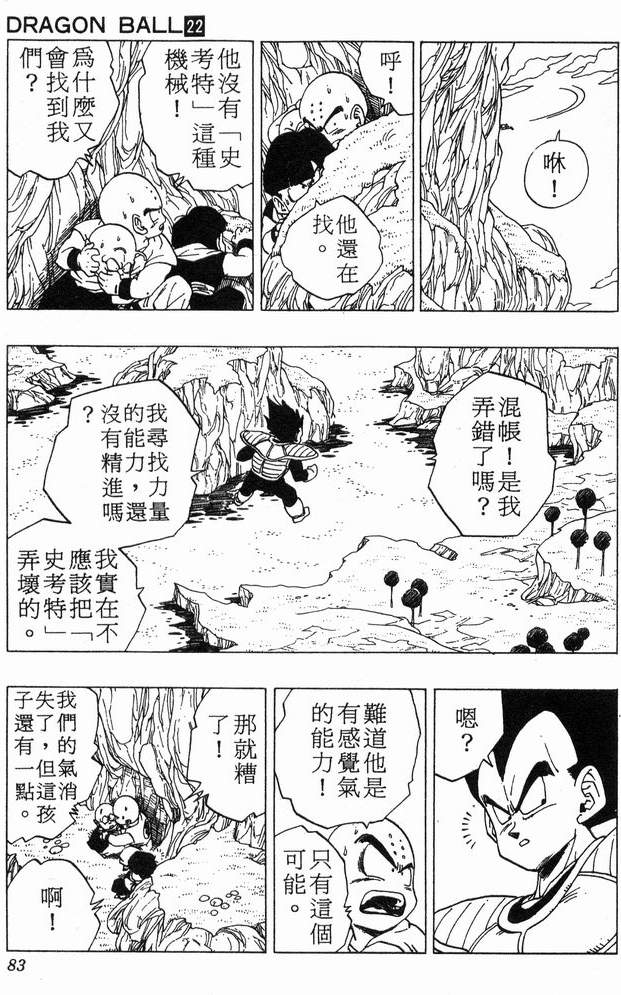 DRAGON BALL 22
咻！
呼！
他還在
找。
他沒有「史
考特」這種
機械！
爲什麼又
會找到我
們？
混帳！是我
弄錯了嗎？
我尋找力量
的能力，還
沒有精進嗎
？
我實在不
應該把「
史考特」
弄壞的。
嗯？
難道他是
有感覺氣
的能力！
只有這個
可能。
那就糟
了！
我們的氣消
失了，但這孩
子還有一點。
啊！
83